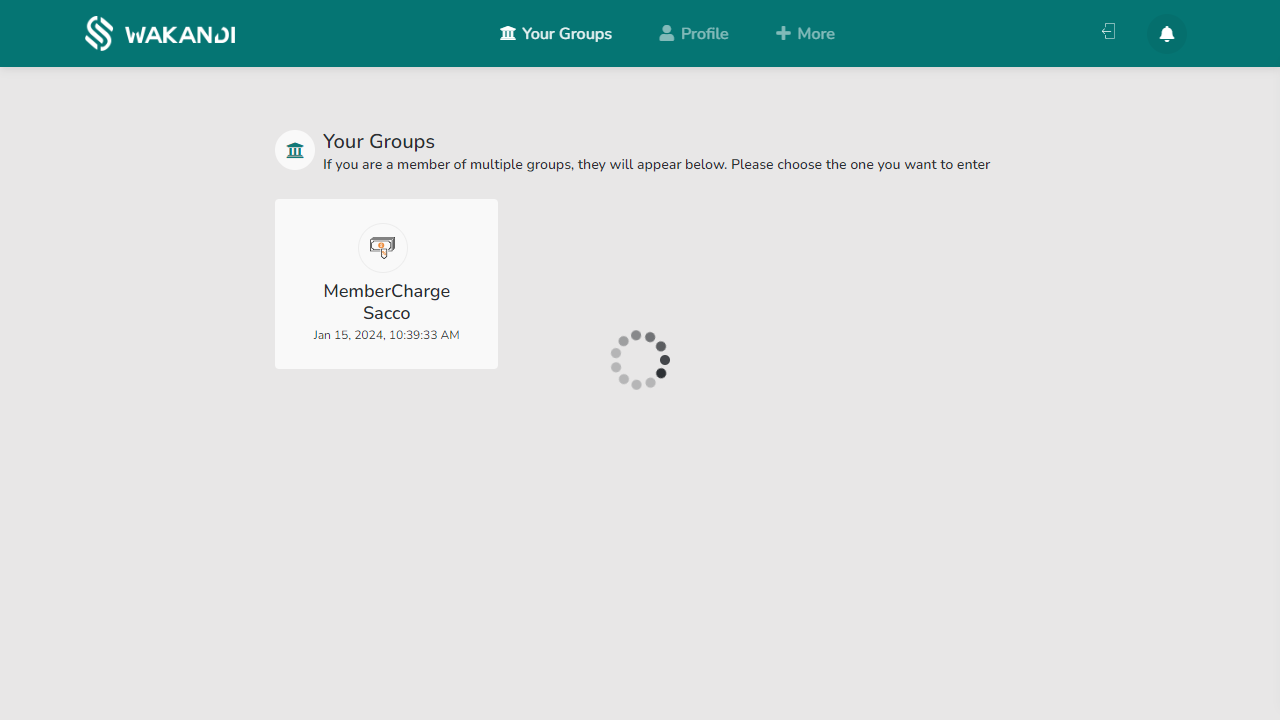 WAKANDI
Your Groups
Profile
More
Your Groups
If you are a member of multiple groups, they will appear below. Please choose the one you want to enter
MemberCharge
Sacco
Jan 15, 2024, 10:39:33 AM